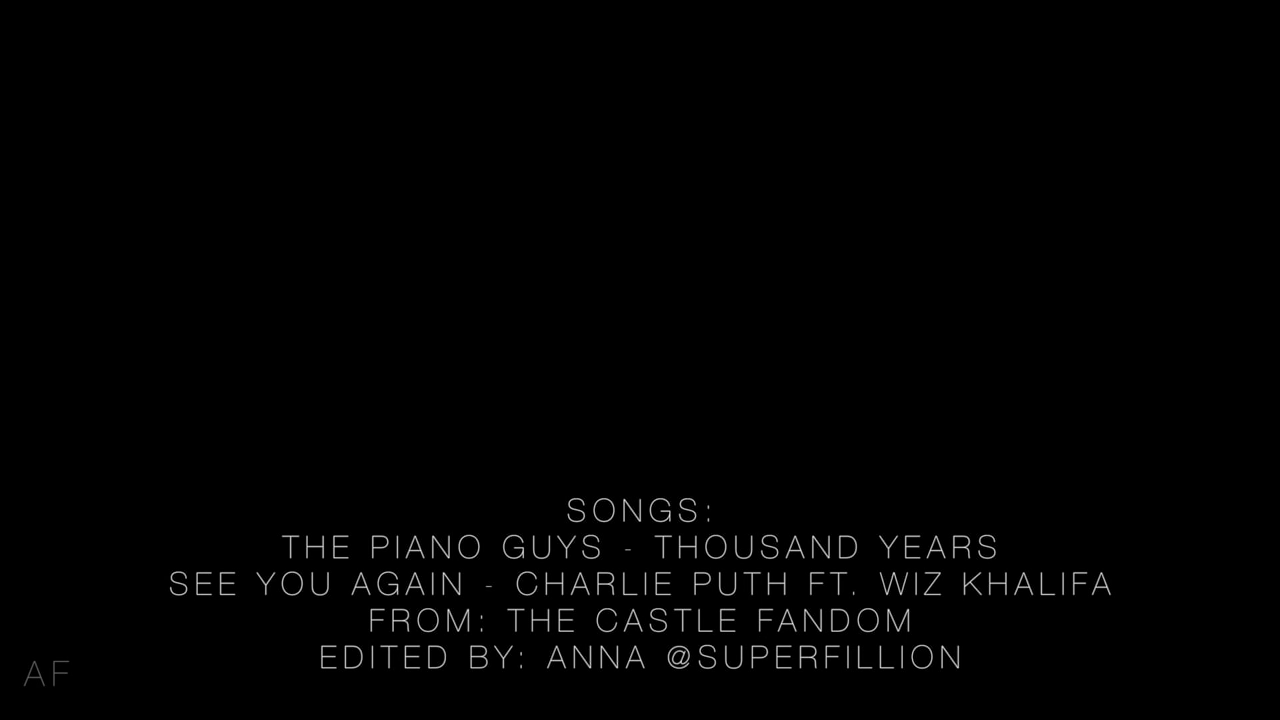 SONGS:
THE PIANO GUYS - THOUSAND YEARS
SEE YOU AGAIN - CHARLIE PUTH FT. WIZ KHALIFA
FROM: THE CASTLE FANDOM
EDITED BY: ANNA @SUPERFILLION
AF